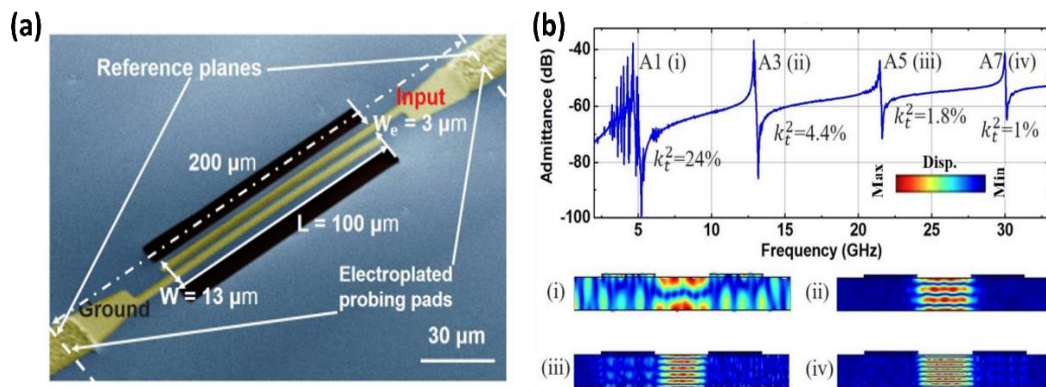 (a)
Reference planes
Input
Wₑ = 3 μm
200 μm
L = 100 μm
W = 13 μm
Ground
Electroplated
probing pads
30 μm
(b)
Admittance (dB)
-40
-60
-80
-100
A1 (i)
A3 (ii)
A5 (iii)
A7 (iv)
k_t^2=24%
k_t^2=4.4%
k_t^2=1.8%
k_t^2=1%
Disp.
Max
Min
5
10
15
20
25
30
Frequency (GHz)
(i)
(ii)
(iii)
(iv)